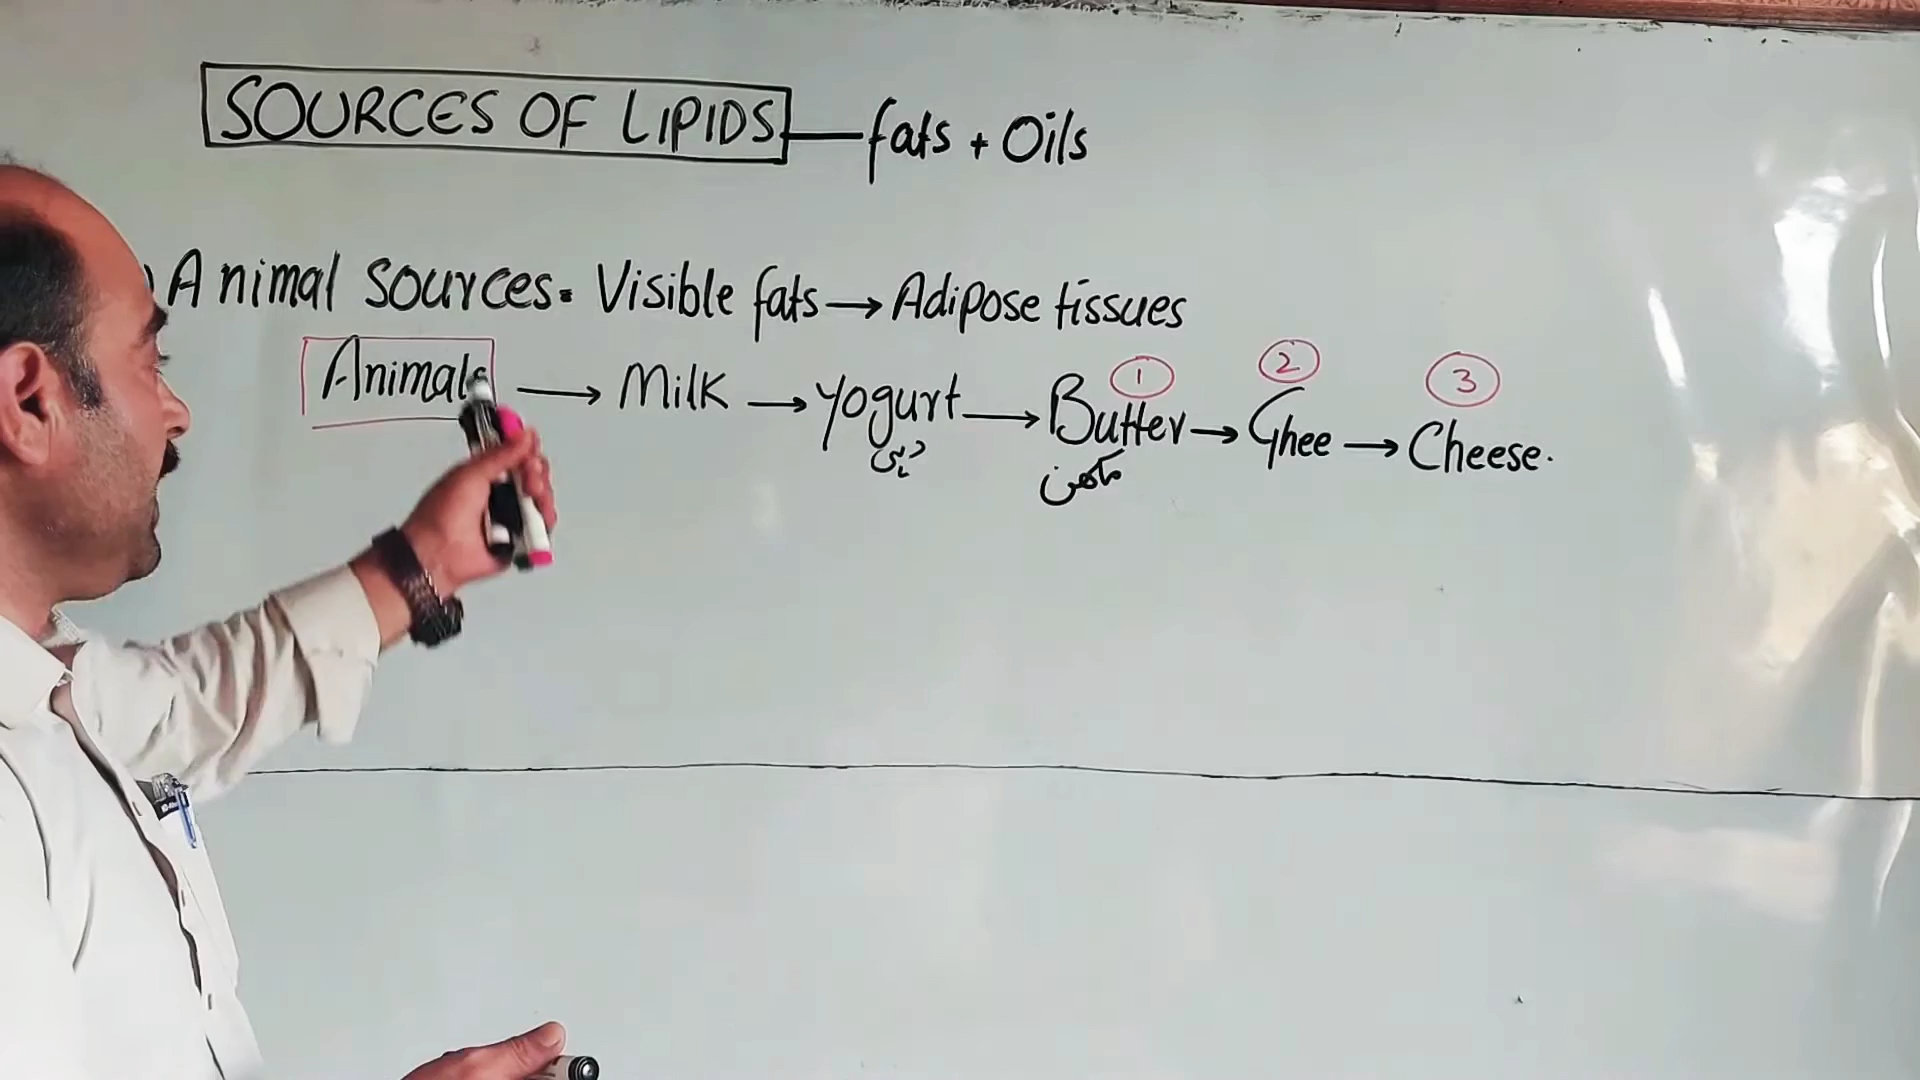 SOURCES OF LIPIDS — fats + Oils
) Animal sources. Visible fats → Adipose tissues
① ② ③
Animals → Milk → Yogurt → Butter → Ghee → Cheese.
دہی مکھن